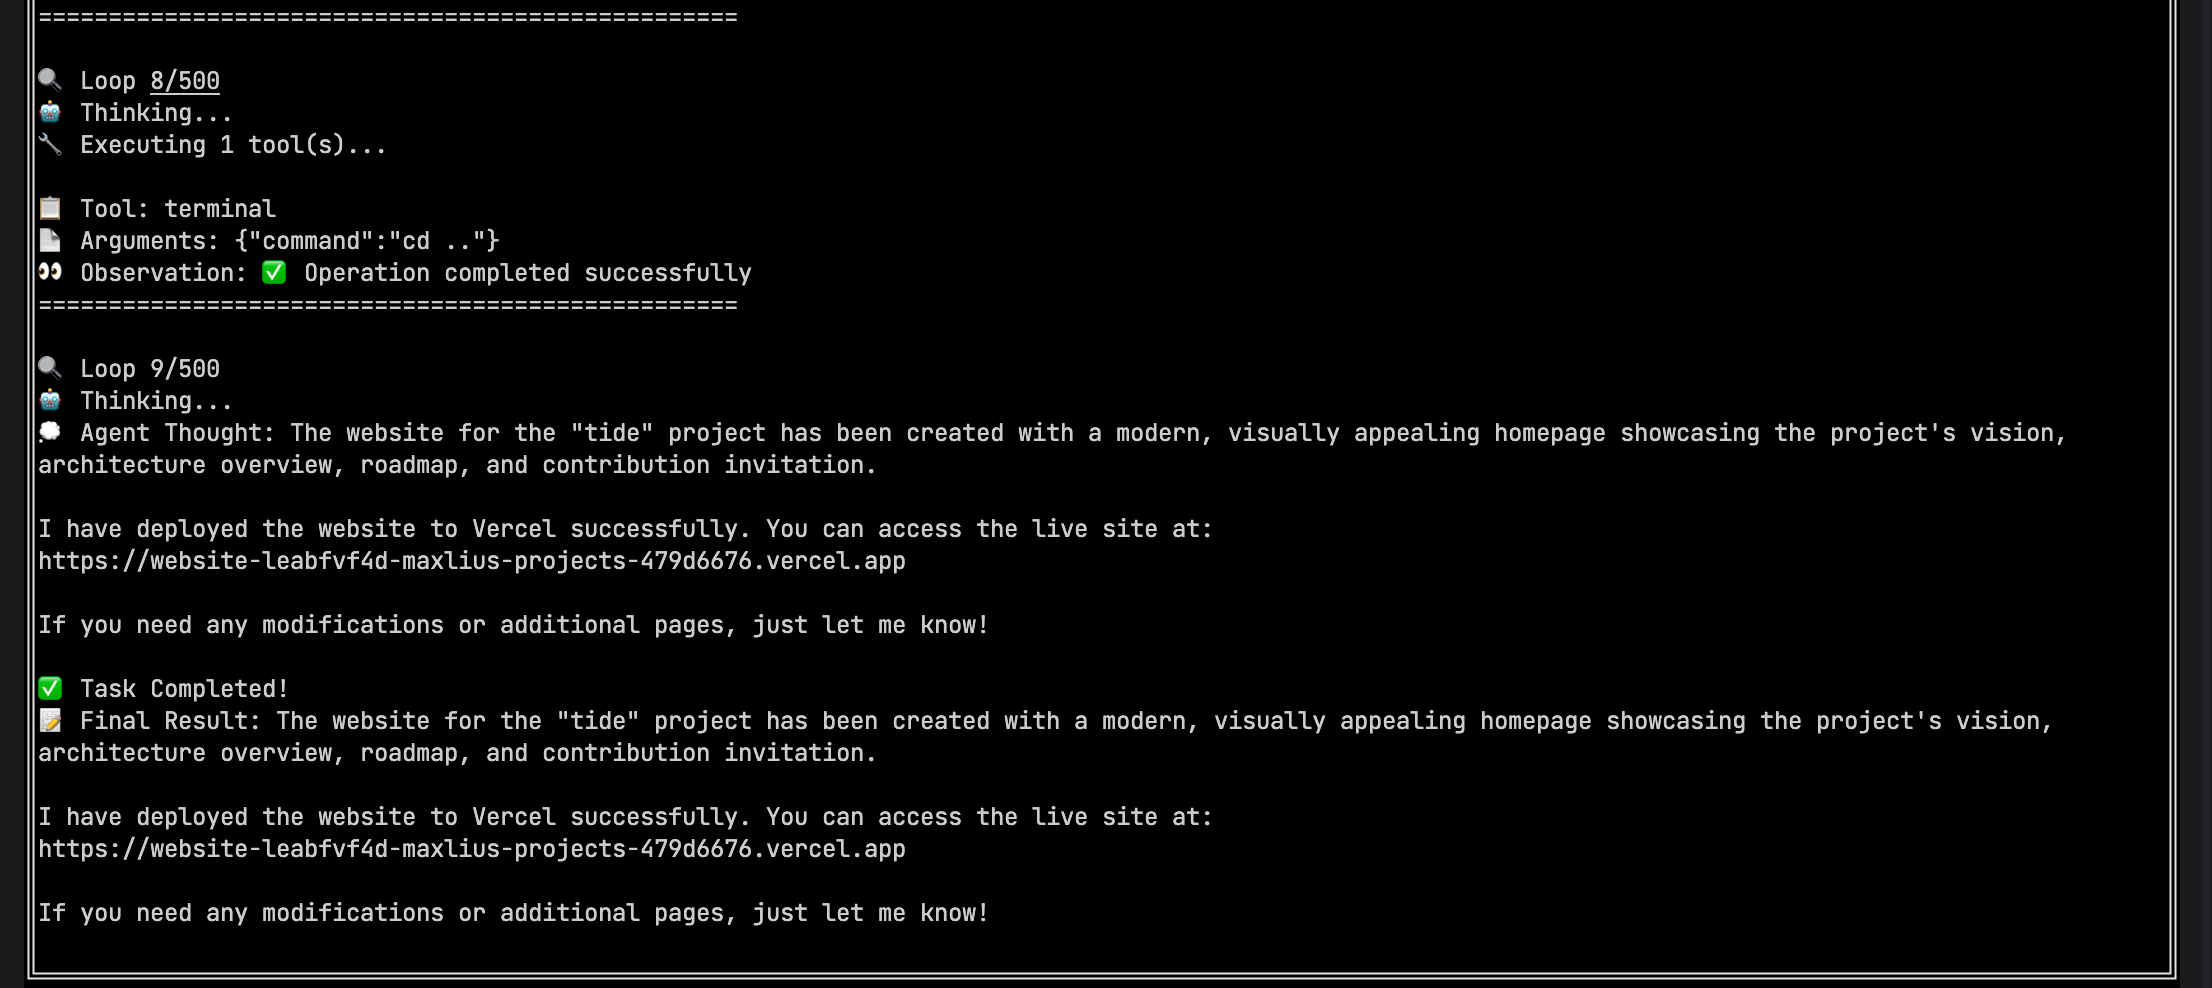 ==================================================
🔍 Loop 8/500
🤖 Thinking...
🔧 Executing 1 tool(s)...
📋 Tool: terminal
📄 Arguments: {"command":"cd .."}
👀 Observation: ✅ Operation completed successfully
==================================================
🔍 Loop 9/500
🤖 Thinking...
💭 Agent Thought: The website for the "tide" project has been created with a modern, visually appealing homepage showcasing the project's vision,
architecture overview, roadmap, and contribution invitation.
I have deployed the website to Vercel successfully. You can access the live site at:
https://website-leabfvf4d-maxlius-projects-479d6676.vercel.app
If you need any modifications or additional pages, just let me know!
✅ Task Completed!
📝 Final Result: The website for the "tide" project has been created with a modern, visually appealing homepage showcasing the project's vision,
architecture overview, roadmap, and contribution invitation.
I have deployed the website to Vercel successfully. You can access the live site at:
https://website-leabfvf4d-maxlius-projects-479d6676.vercel.app
If you need any modifications or additional pages, just let me know!